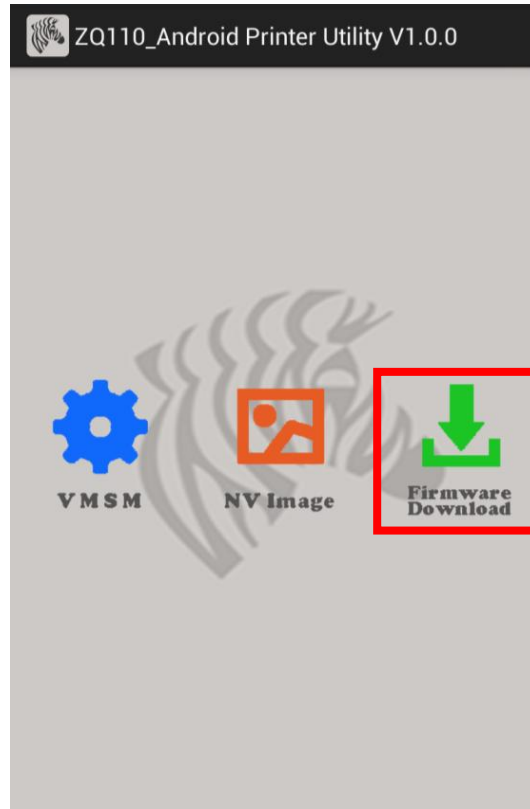 ZQ110_Android Printer Utility V1.0.0
VMSM
NV Image
Firmware
Download